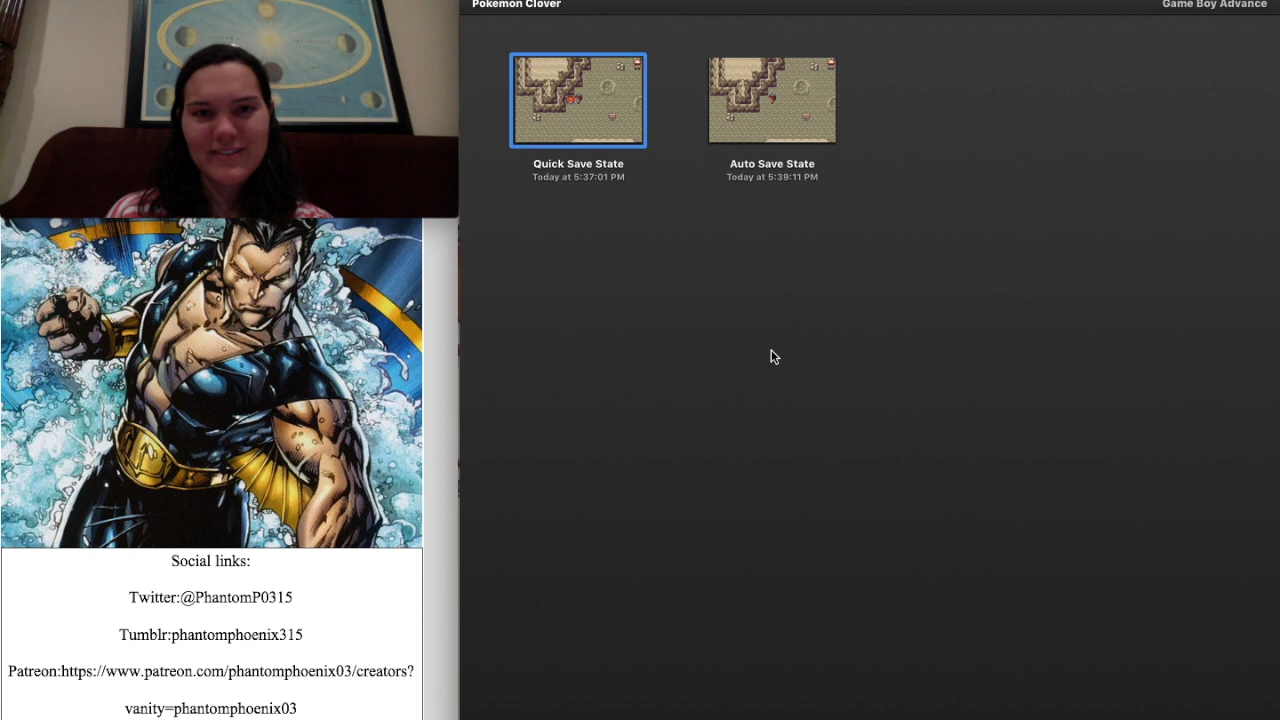 Pokemon Clover
Game Boy Advance
Quick Save State
Today at 5:37:01 PM
Auto Save State
Today at 5:39:11 PM
Social links:
Twitter:@PhantomP0315
Tumblr:phantomphoenix315
Patreon:https://www.patreon.com/phantomphoenix03/creators?
vanity=phantomphoenix03